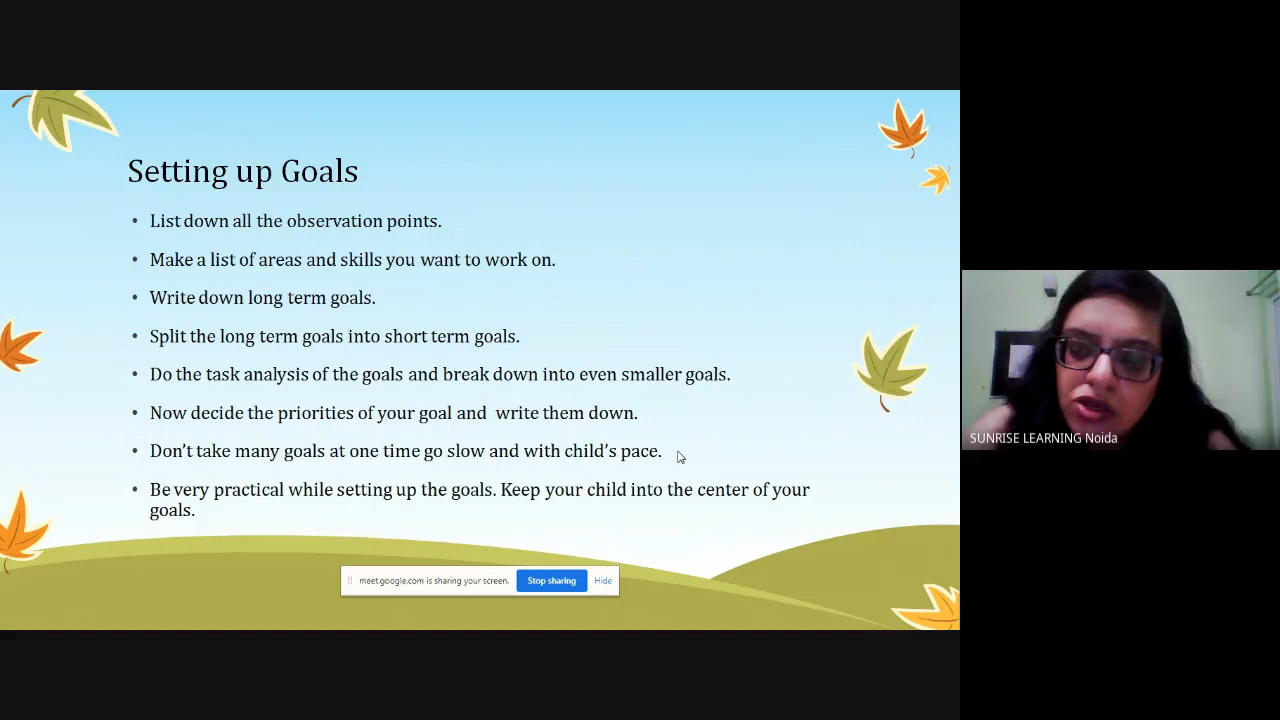 Setting up Goals
• List down all the observation points.
• Make a list of areas and skills you want to work on.
• Write down long term goals.
• Split the long term goals into short term goals.
• Do the task analysis of the goals and break down into even smaller goals.
• Now decide the priorities of your goal and  write them down.
• Don’t take many goals at one time go slow and with child’s pace.
• Be very practical while setting up the goals. Keep your child into the center of your
goals.
meet.google.com is sharing your screen. Stop sharing Hide
SUNRISE LEARNING Noida